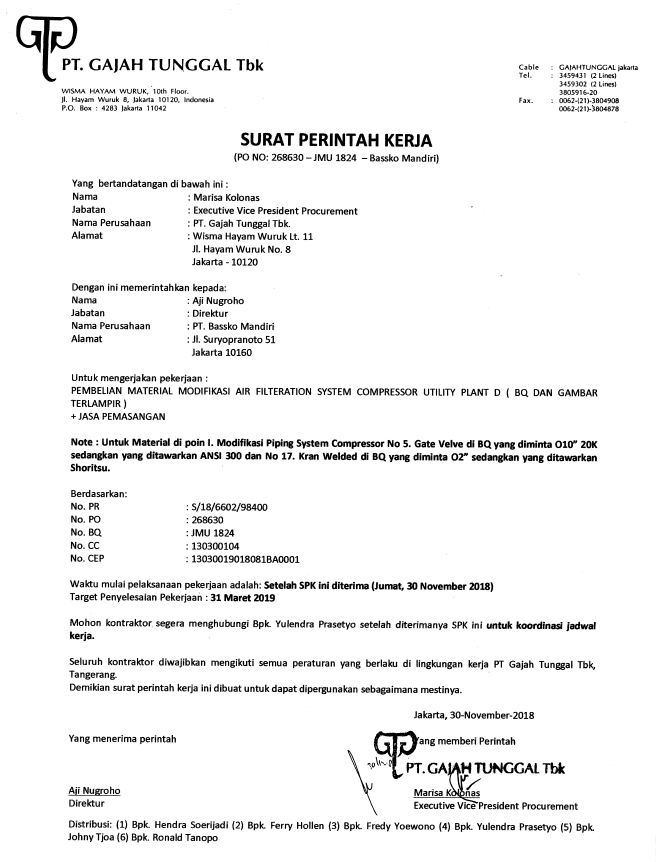 PT. GAJAH TUNGGAL Tbk
WISMA HAYAM WURUK, 10th Floor.
Jl. Hayam Wuruk 8, Jakarta 10120, Indonesia
P.O. Box : 4283 Jakarta 11042
Cable : GAJAHTUNGGAL jakarta
Tel. : 3459431 (2 Lines)
3459302 (2 Lines)
3805916-20
Fax. : 0062-(21)-3804908
0062-(21)-3804878
SURAT PERINTAH KERJA
(PO NO: 268630 – JMU 1824 – Bassko Mandiri)
Yang bertandatangan di bawah ini :
Nama : Marisa Kolonas
Jabatan : Executive Vice President Procurement
Nama Perusahaan : PT. Gajah Tunggal Tbk.
Alamat : Wisma Hayam Wuruk Lt. 11
Jl. Hayam Wuruk No. 8
Jakarta - 10120
Dengan ini memerintahkan kepada:
Nama : Aji Nugroho
Jabatan : Direktur
Nama Perusahaan : PT. Bassko Mandiri
Alamat : Jl. Suryopranoto 51
Jakarta 10160
Untuk mengerjakan pekerjaan :
PEMBELIAN MATERIAL MODIFIKASI AIR FILTERATION SYSTEM COMPRESSOR UTILITY PLANT D ( BQ DAN GAMBAR
TERLAMPIR )
+ JASA PEMASANGAN
Note : Untuk Material di poin I. Modifikasi Piping System Compressor No 5. Gate Velve di BQ yang diminta O10” 20K
sedangkan yang ditawarkan ANSI 300 dan No 17. Kran Welded di BQ yang diminta O2” sedangkan yang ditawarkan
Shoritsu.
Berdasarkan:
No. PR : S/18/6602/98400
No. PO : 268630
No. BQ : JMU 1824
No. CC : 130300104
No. CEP : 13030019018081BA0001
Waktu mulai pelaksanaan pekerjaan adalah: Setelah SPK ini diterima (Jumat, 30 November 2018)
Target Penyelesaian Pekerjaan : 31 Maret 2019
Mohon kontraktor segera menghubungi Bpk. Yulendra Prasetyo setelah diterimanya SPK ini untuk koordinasi jadwal
kerja.
Seluruh kontraktor diwajibkan mengikuti semua peraturan yang berlaku di lingkungan kerja PT Gajah Tunggal Tbk,
Tangerang.
Demikian surat perintah kerja ini dibuat untuk dapat dipergunakan sebagaimana mestinya.
Jakarta, 30-November-2018
Yang menerima perintah
Yang memberi Perintah
PT. GAJAH TUNGGAL Tbk
Aji Nugroho
Direktur
Marisa Kolonas
Executive Vice President Procurement
Distribusi: (1) Bpk. Hendra Soerijadi (2) Bpk. Ferry Hollen (3) Bpk. Fredy Yoewono (4) Bpk. Yulendra Prasetyo (5) Bpk.
Johny Tjoa (6) Bpk. Ronald Tanopo